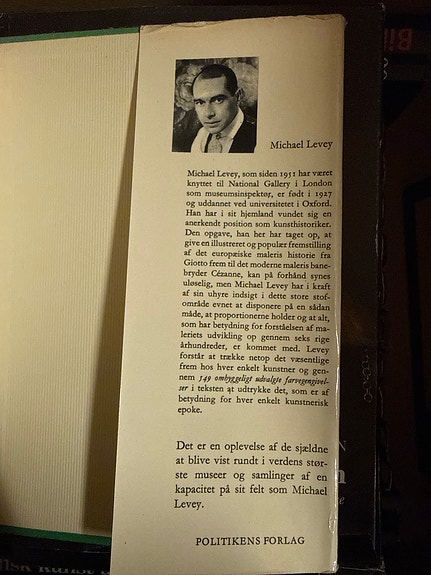 Michael Levey
Michael Levey, som siden 1951 har været
knyttet til National Gallery i London
som museumsinspektør, er født i 1927
og uddannet ved universitetet i Oxford.
Han har i sit hjemland vundet sig en
anerkendt position som kunsthistoriker.
Den opgave, han her har taget op, at
give en illustreret og populær fremstilling
af det europæiske maleris historie fra
Giotto frem til det moderne maleris bane-
bryder Cézanne, kan på forhånd synes
uløselig, men Michael Levey har i kraft
af sin uhyre indsigt i dette store stof-
område evnet at disponere på en sådan
måde, at proportionerne holder og at alt,
som har betydning for forståelsen af ma-
leriets udvikling op gennem seks rige
århundreder, er kommet med. Levey
forstår at trække netop det væsentlige
frem hos hver enkelt kunstner og gen-
nem 549 omhyggeligt udvalgte farvegengivel-
ser i teksten at udtrykke det, som er af
betydning for hver enkelt kunstnerisk
epoke.
Det er en oplevelse af de sjældne
at blive vist rundt i verdens stør-
ste museer og samlinger af en
kapacitet på sit felt som Michael
Levey.
POLITIKENS FORLAG